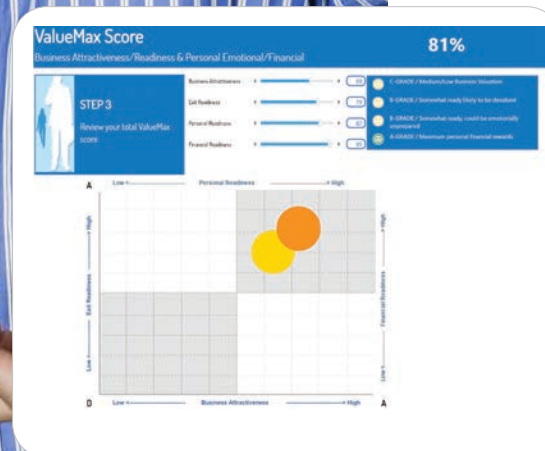 ValueMax Score
81%
Business Attractiveness/Readiness & Personal Emotional/Financial
STEP 3
Review your total ValueMax
score
Business Attractiveness
Exit Readiness
Personal Readiness
Financial Readiness
C-GRADE / Medium/Low Business Valuation
B-GRADE / Somewhat ready likely to be
B-GRADE / Somewhat ready, could be emotionally
unprepared
A-GRADE / Maximum personal financial rewards
A
Low
Personal Readiness
High
High
Exit Readiness
Low
High
Financial Readiness
Low
D
Low
Business Attractiveness
High
A